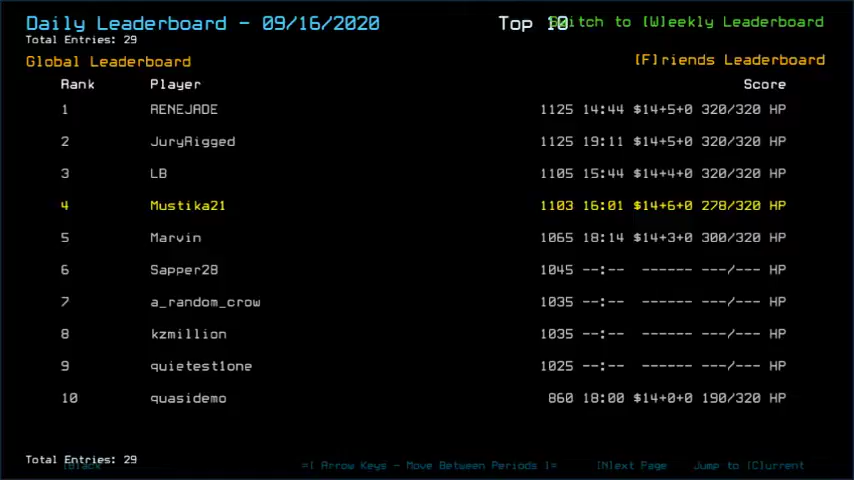 Daily Leaderboard - 09/16/2020 Top 10 Switch to [W]eekly Leaderboard
Total Entries: 29
Global Leaderboard [F]riends Leaderboard
Rank Player Score
1 RENEJADE 1125 14:44 $14+5+0 320/320 HP
2 JuryRigged 1125 19:11 $14+5+0 320/320 HP
3 LB 1105 15:44 $14+4+0 320/320 HP
4 Mustika21 1103 16:01 $14+6+0 278/320 HP
5 Marvin 1065 18:14 $14+3+0 300/320 HP
6 Sapper28 1045 --:-- ------ ---/--- HP
7 a_random_crow 1035 --:-- ------ ---/--- HP
8 kzmillion 1035 --:-- ------ ---/--- HP
9 quietest1one 1025 --:-- ------ ---/--- HP
10 quasidemo 860 18:00 $14+0+0 190/320 HP
Total Entries: 29
[B]ack =[ Arrow Keys - Move Between Periods ]= [N]ext Page Jump to [C]urrent